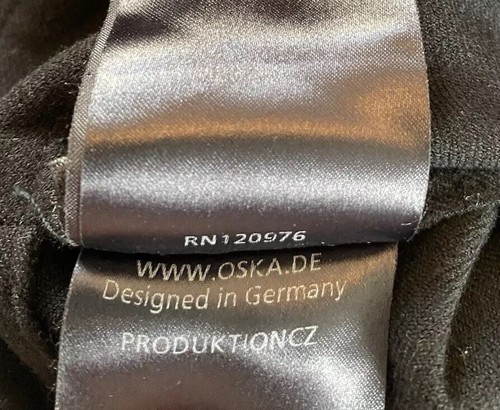 RN120976
WWW.OSKA.DE
Designed in Germany
PRODUKTIONCZ